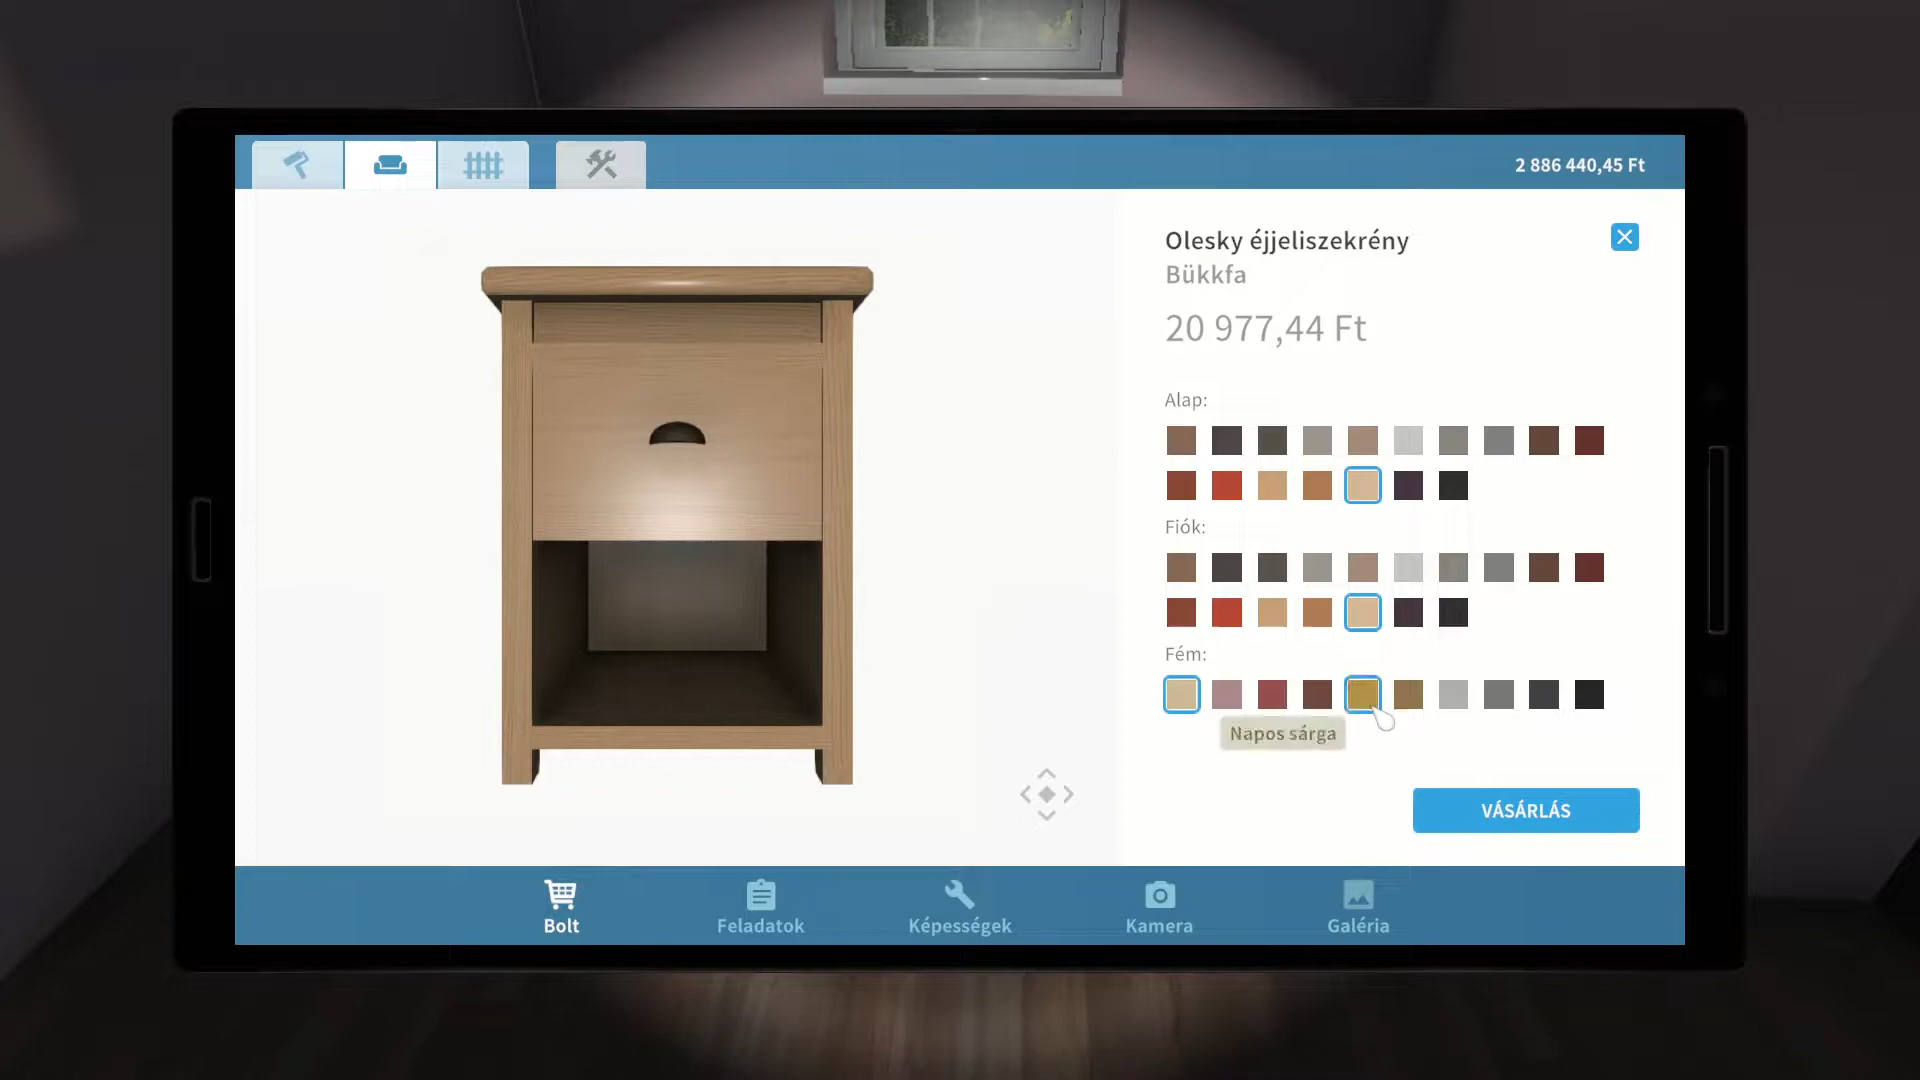 2 886 440,45 Ft
Olesky éjjeliszekrény
Bükkfa
20 977,44 Ft
Alap:
Fiók:
Fém:
Napos sárga
VÁSÁRLÁS
Bolt
Feladatok
Képességek
Kamera
Galéria